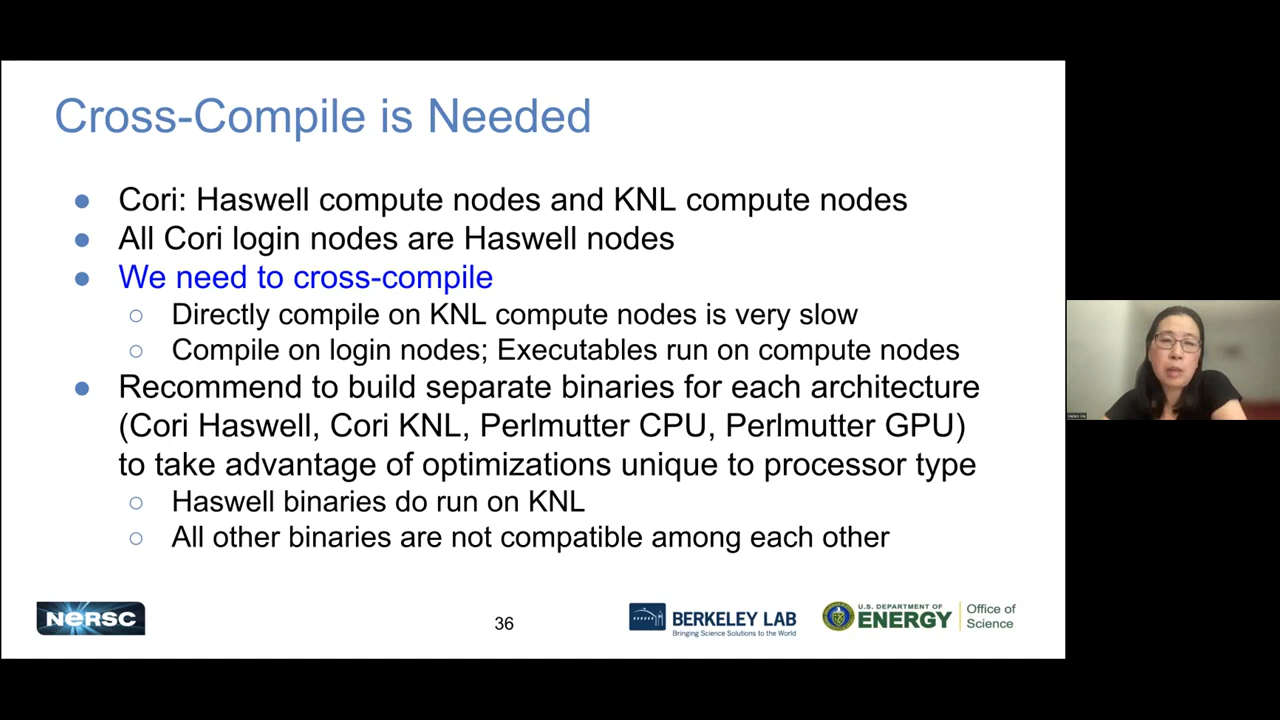 Cross-Compile is Needed
● Cori: Haswell compute nodes and KNL compute nodes
● All Cori login nodes are Haswell nodes
● We need to cross-compile
○ Directly compile on KNL compute nodes is very slow
○ Compile on login nodes; Executables run on compute nodes
● Recommend to build separate binaries for each architecture
(Cori Haswell, Cori KNL, Perlmutter CPU, Perlmutter GPU)
to take advantage of optimizations unique to processor type
○ Haswell binaries do run on KNL
○ All other binaries are not compatible among each other
NERSC
36
BERKELEY LAB
Bringing Science Solutions to the World
U.S. DEPARTMENT OF
ENERGY
Office of
Science
Helen He